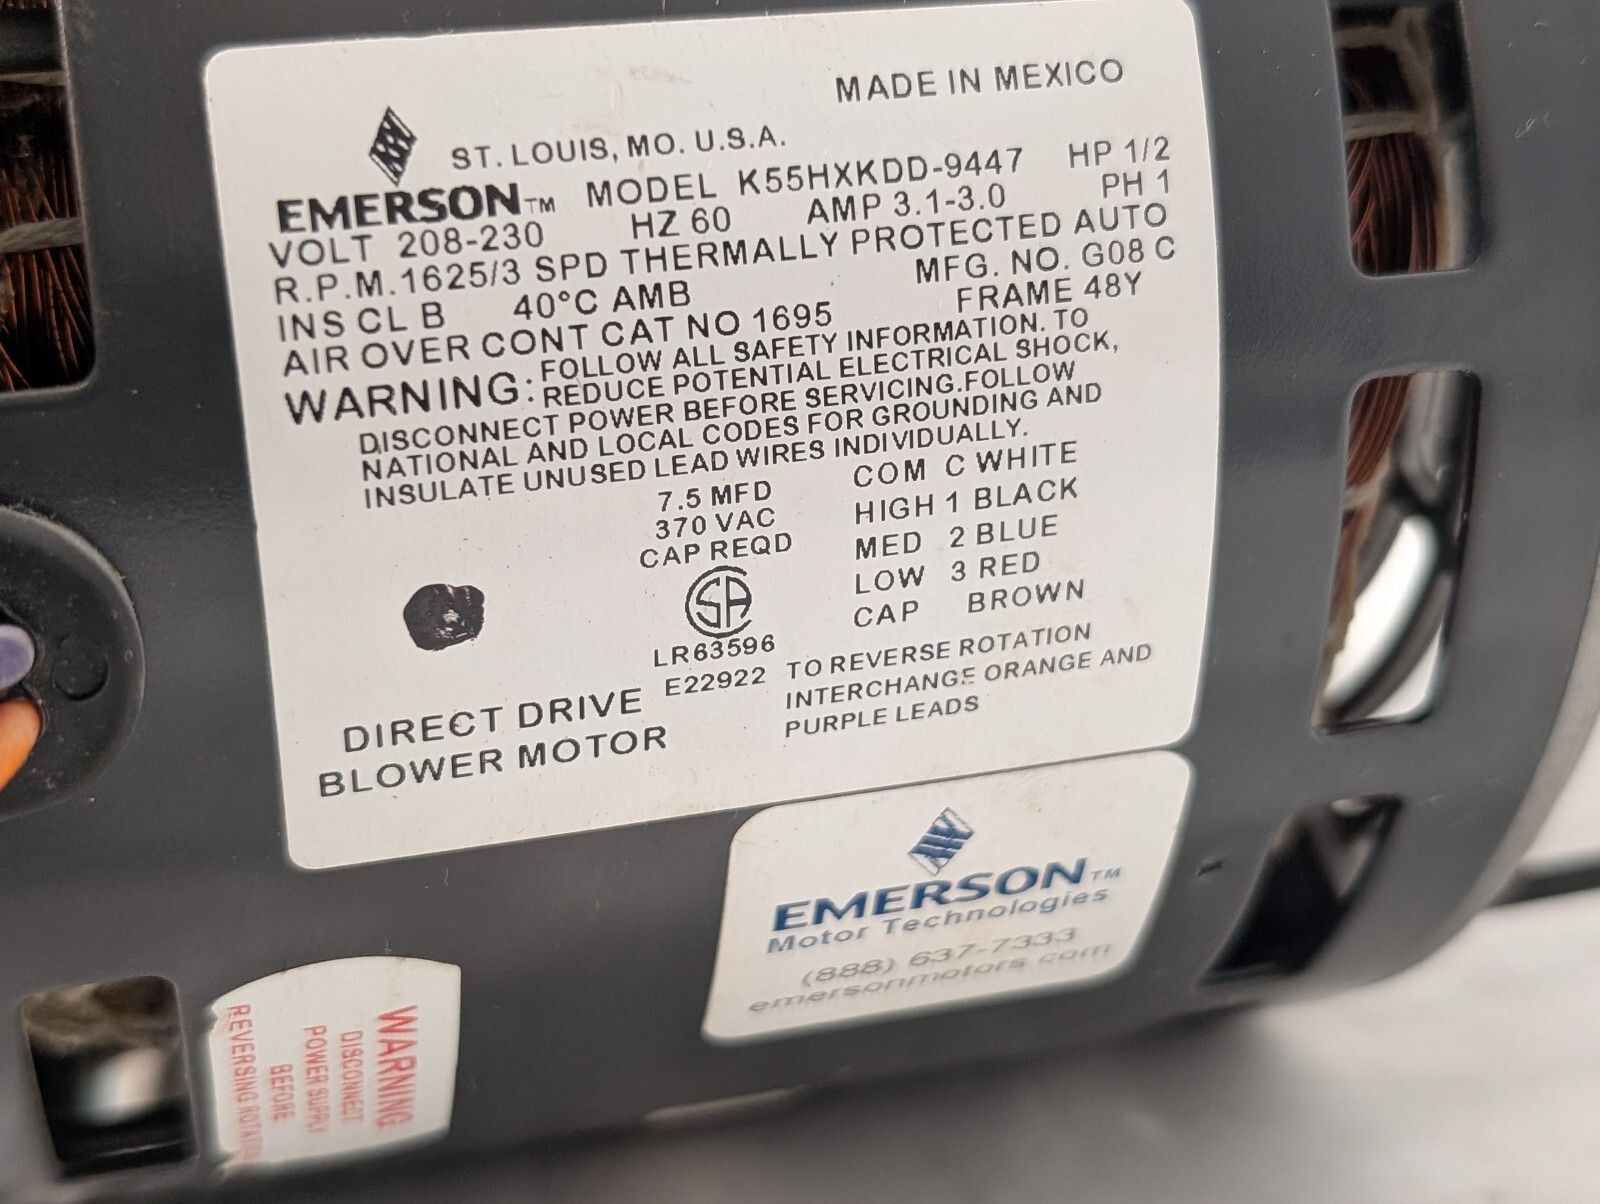 MADE IN MEXICO
ST. LOUIS, MO. U.S.A.
EMERSON™ MODEL K55HXKDD-9447 HP 1/2
VOLT 208-230 HZ 60 AMP 3.1-3.0 PH 1
R.P.M.1625/3 SPD THERMALLY PROTECTED AUTO
INS CL B 40°C AMB MFG. NO. G08 C
AIR OVER CONT CAT NO 1695 FRAME 48Y
WARNING: FOLLOW ALL SAFETY INFORMATION. TO
REDUCE POTENTIAL ELECTRICAL SHOCK,
DISCONNECT POWER BEFORE SERVICING.FOLLOW
NATIONAL AND LOCAL CODES FOR GROUNDING AND
INSULATE UNUSED LEAD WIRES INDIVIDUALLY.
7.5 MFD
370 VAC
CAP REQD
COM C WHITE
HIGH 1 BLACK
MED 2 BLUE
LOW 3 RED
CAP BROWN
SA
LR63596
E22922
TO REVERSE ROTATION
INTERCHANGE ORANGE AND
PURPLE LEADS
DIRECT DRIVE
BLOWER MOTOR
EMERSON™
Motor Technologies
(888) 637-7333
emersonmotors.com
WARNING
DISCONNECT
POWER SUPPLY
BEFORE
REVERSING ROTATION